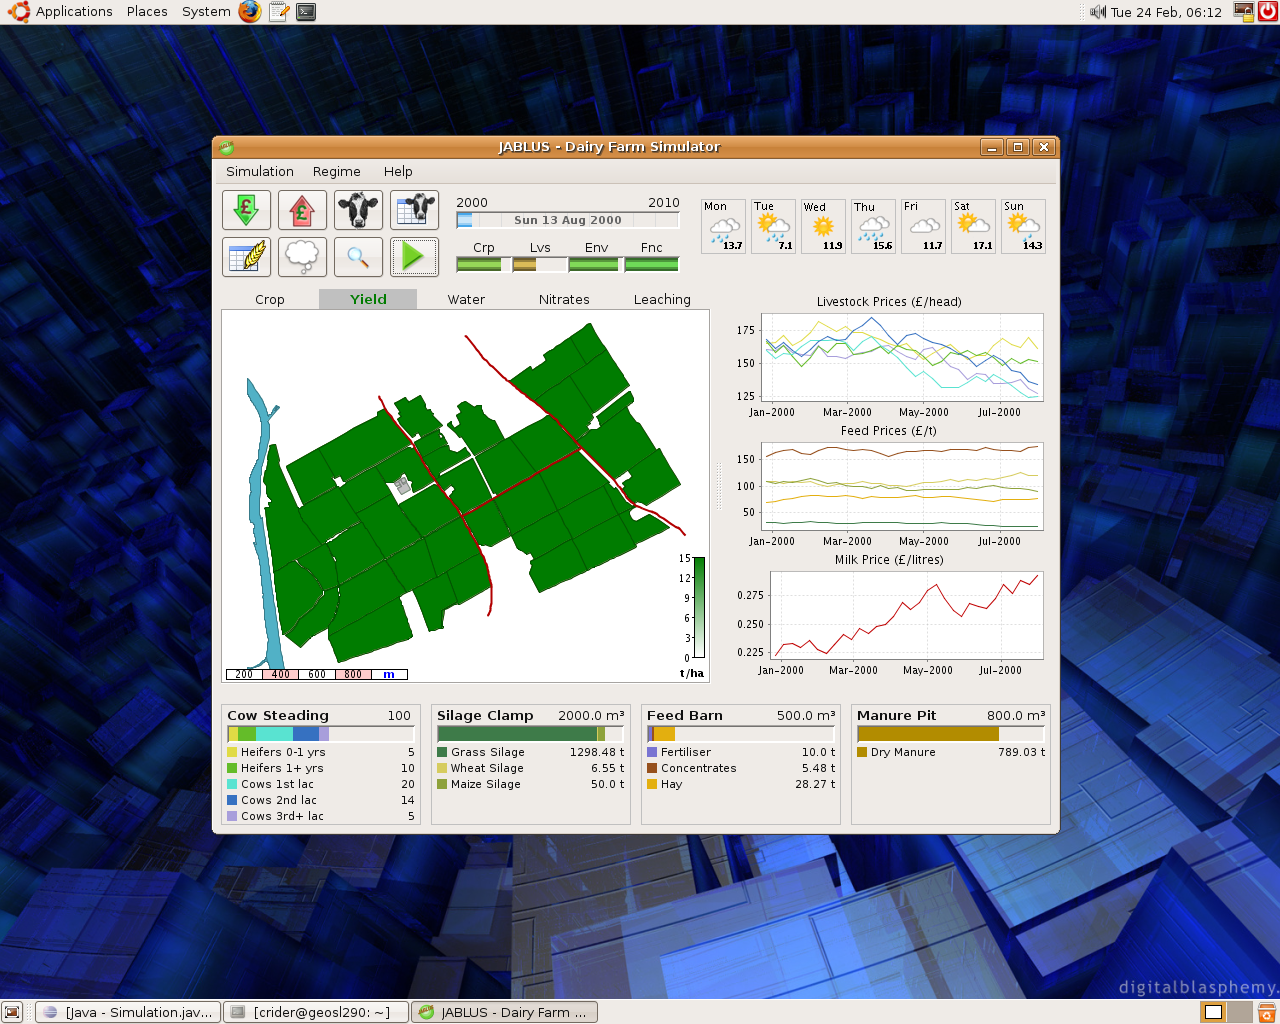 Applications Places System Tue 24 Feb, 06:12
JABLUS - Dairy Farm Simulator
Simulation Regime Help
2000 2010
Sun 13 Aug 2000
Crp Lvs Env Fnc
Mon Tue Wed Thu Fri Sat Sun
13.7 7.1 11.9 15.6 11.7 17.1 14.3
Crop Yield Water Nitrates Leaching
15
12
9
6
3
0
t/ha
200 400 600 800 m
Livestock Prices (£/head)
175
150
125
Jan-2000 Mar-2000 May-2000 Jul-2000
Feed Prices (£/t)
150
100
50
Jan-2000 Mar-2000 May-2000 Jul-2000
Milk Price (£/litres)
0.275
0.250
0.225
Jan-2000 Mar-2000 May-2000 Jul-2000
Cow Steading 100
Heifers 0-1 yrs 5
Heifers 1+ yrs 10
Cows 1st lac 20
Cows 2nd lac 14
Cows 3rd+ lac 5
Silage Clamp 2000.0 m³
Grass Silage 1298.48 t
Wheat Silage 6.55 t
Maize Silage 50.0 t
Feed Barn 500.0 m³
Fertiliser 10.0 t
Concentrates 5.48 t
Hay 28.27 t
Manure Pit 800.0 m³
Dry Manure 789.03 t
digitalblasphemy.
[Java - Simulation.jav... [crider@geosl290: ~] JABLUS - Dairy Farm ...